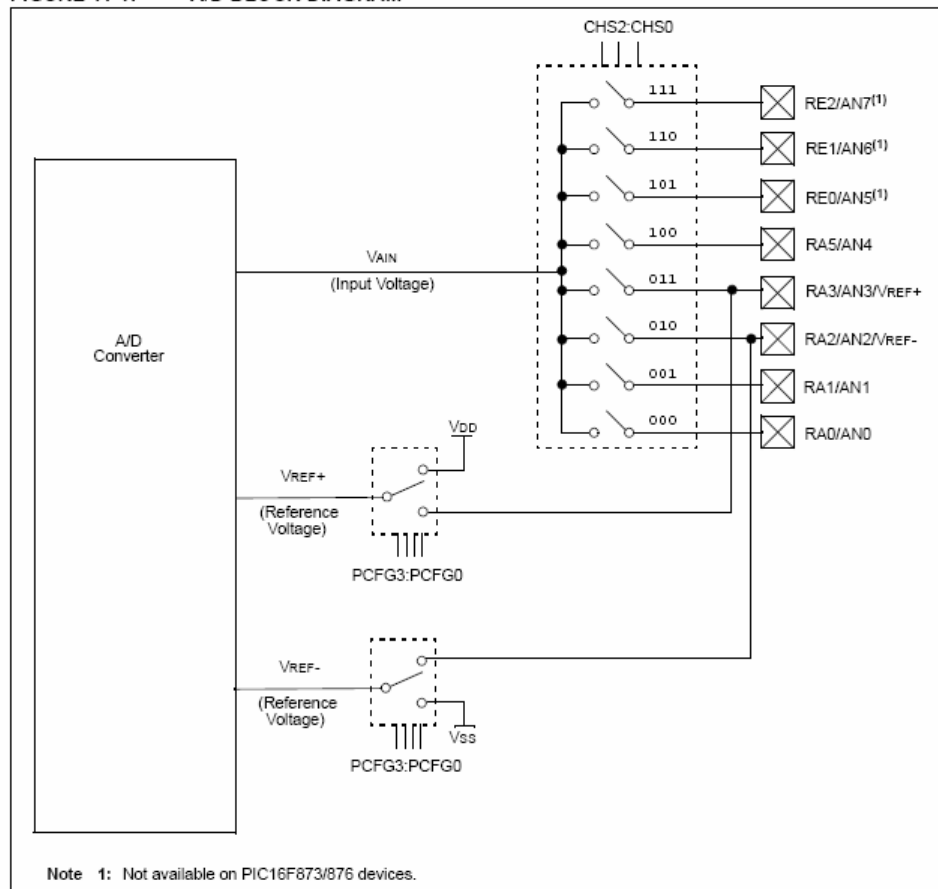 CHS2:CHS0
111
RE2/AN7(1)
110
RE1/AN6(1)
101
RE0/AN5(1)
100
RA5/AN4
VAIN
(Input Voltage)
011
RA3/AN3/VREF+
010
RA2/AN2/VREF-
A/D
Converter
001
RA1/AN1
000
RA0/AN0
VDD
VREF+
(Reference
Voltage)
PCFG3:PCFG0
VREF-
(Reference
Voltage)
VSS
PCFG3:PCFG0
Note 1: Not available on PIC16F873/876 devices.